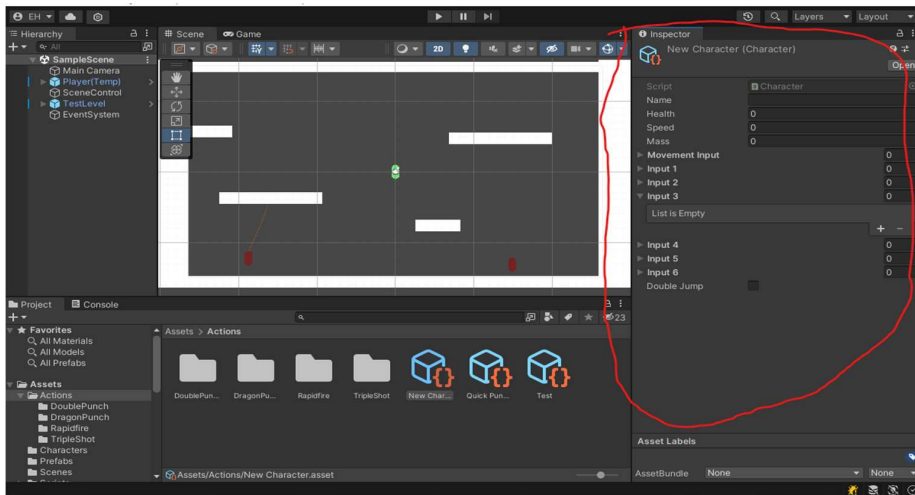 EH
Layers
Layout
Hierarchy
All
SampleScene
Main Camera
Player(Temp)
SceneControl
TestLevel
EventSystem
Scene
Game
2D
Inspector
New Character (Character)
Open
Script
Character
Name
Health
0
Speed
0
Mass
0
Movement Input
0
Input 1
0
Input 2
0
Input 3
0
List is Empty
Input 4
0
Input 5
0
Input 6
0
Double Jump
Project
Console
23
Favorites
All Materials
All Models
All Prefabs
Assets
Actions
DoublePunch
DragonPunch
Rapidfire
TripleShot
Characters
Prefabs
Scenes
Assets > Actions
DoublePun...
DragonPu...
Rapidfire
TripleShot
New Char...
Quick Pun...
Test
Assets/Actions/New Character.asset
Asset Labels
AssetBundle
None
None